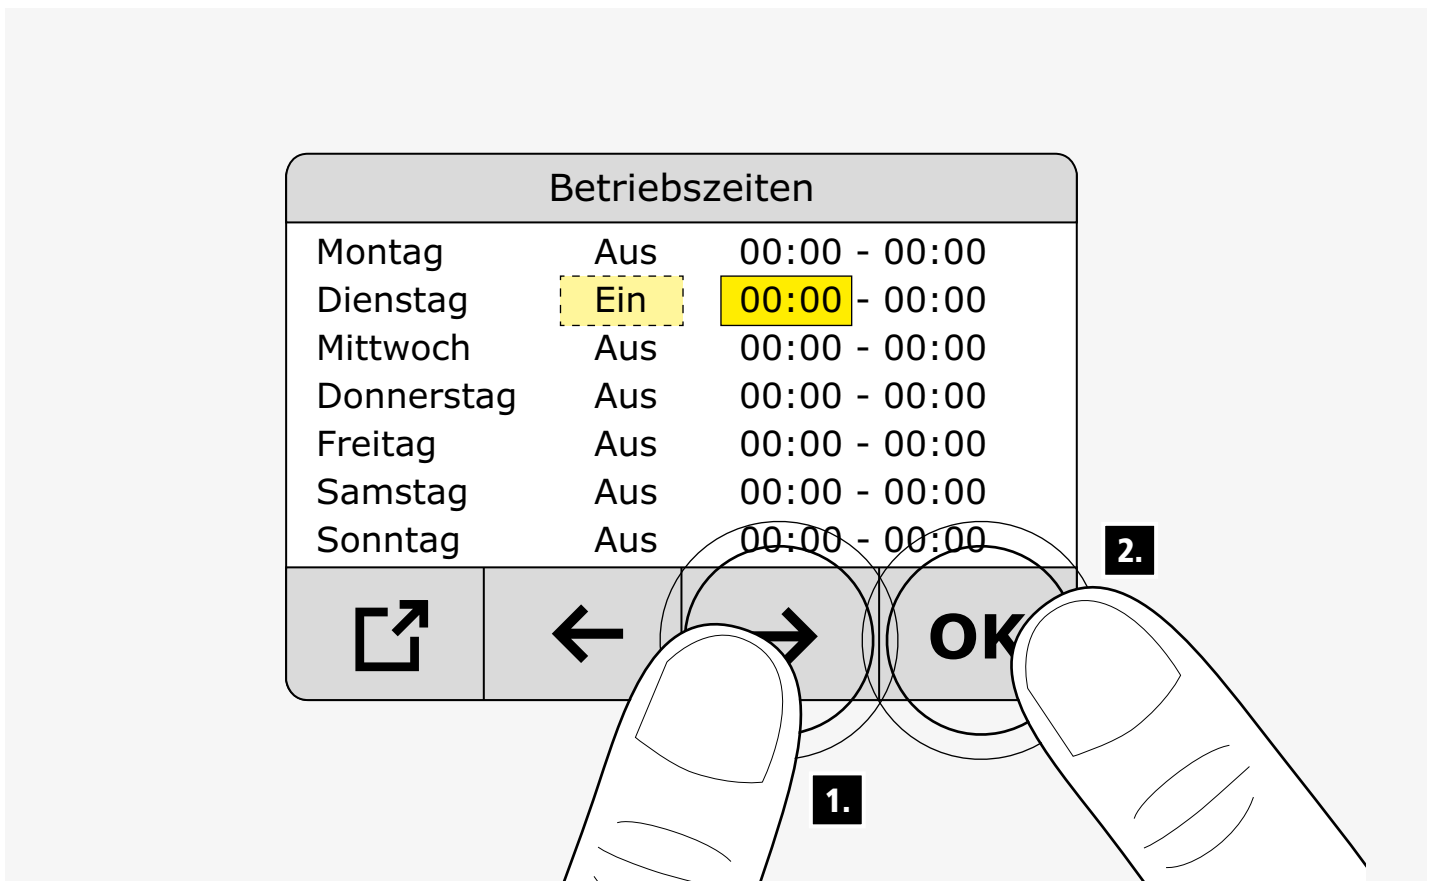 Betriebszeiten
Montag Aus 00:00 - 00:00
Dienstag Ein 00:00 - 00:00
Mittwoch Aus 00:00 - 00:00
Donnerstag Aus 00:00 - 00:00
Freitag Aus 00:00 - 00:00
Samstag Aus 00:00 - 00:00
Sonntag Aus 00:00 - 00:00
2.
OK
1.